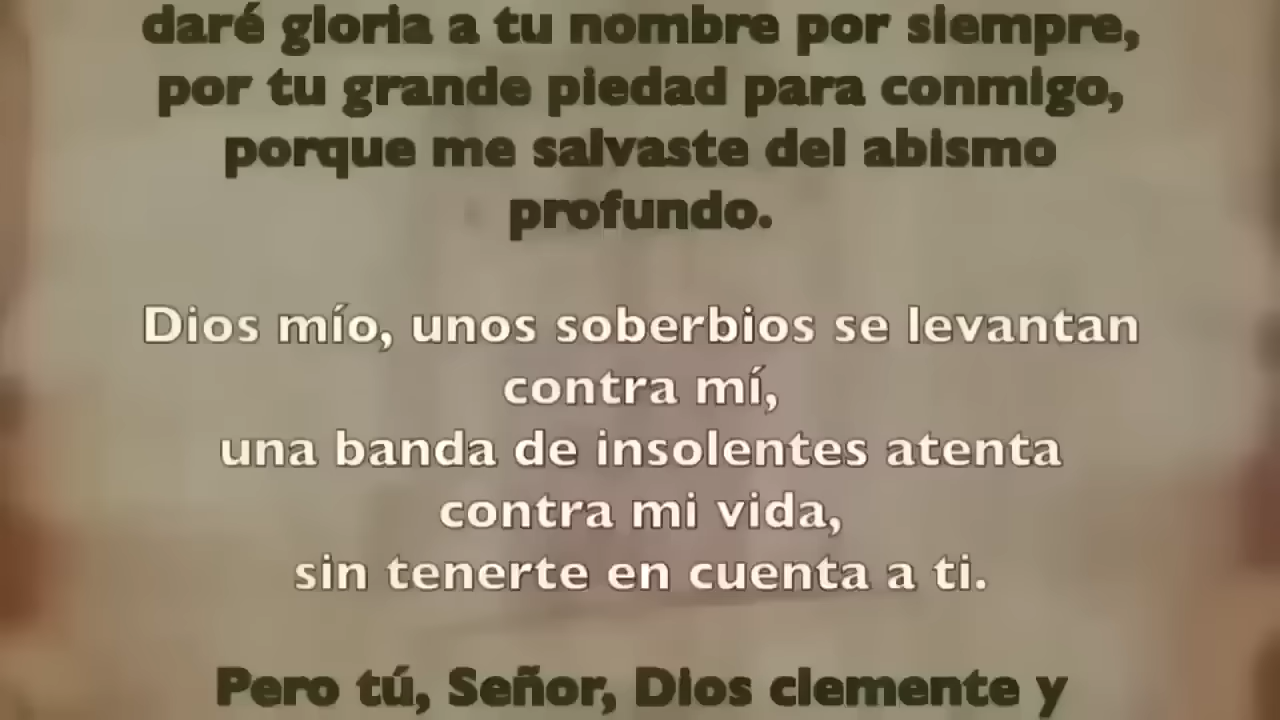 daré gloria a tu nombre por siempre,
por tu grande piedad para conmigo,
porque me salvaste del abismo
profundo.
Dios mío, unos soberbios se levantan
contra mí,
una banda de insolentes atenta
contra mi vida,
sin tenerte en cuenta a ti.
Pero tú, Señor, Dios clemente y